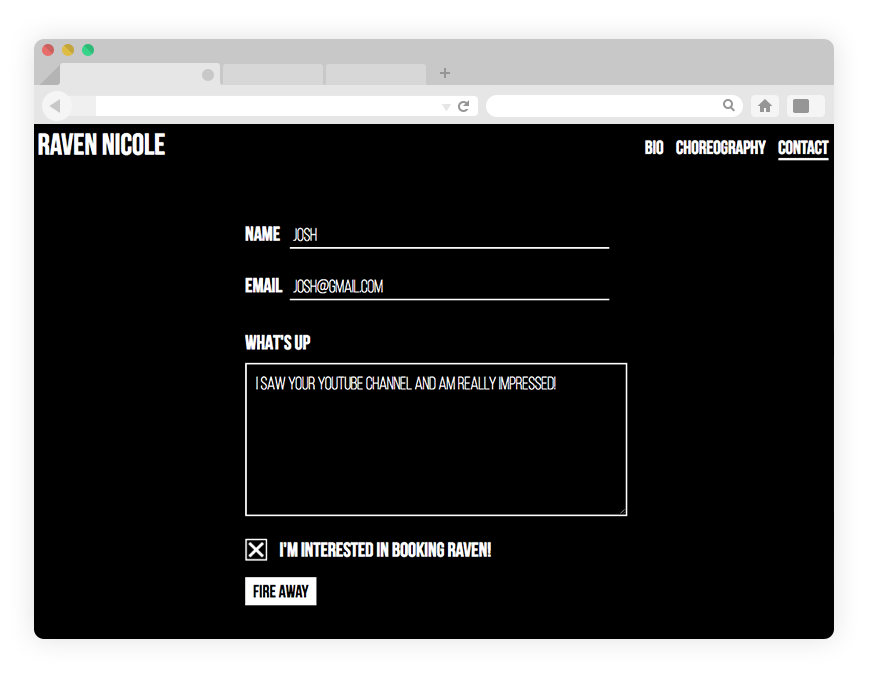 RAVEN NICOLE
BIO CHOREOGRAPHY CONTACT
NAME JOSH
EMAIL JOSH@GMAIL.COM
WHAT'S UP
I SAW YOUR YOUTUBE CHANNEL AND AM REALLY IMPRESSED!
I'M INTERESTED IN BOOKING RAVEN!
FIRE AWAY